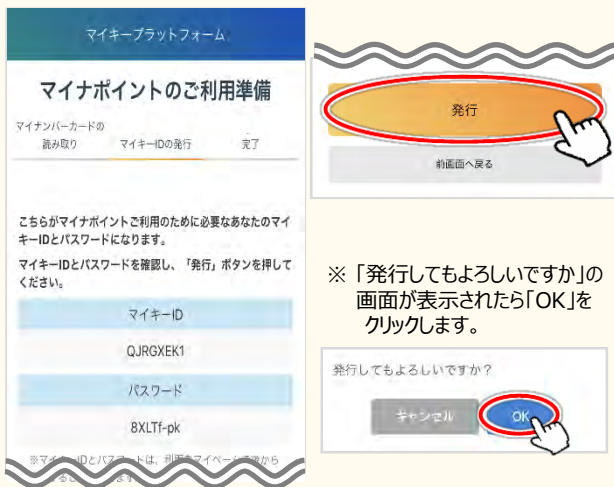 マイキープラットフォーム
マイナポイントのご利用準備
マイナンバーカードの
読み取り
マイキーIDの発行
完了
こちらがマイナポイントご利用のために必要なあなたのマイ
キーIDとパスワードになります。
マイキーIDとパスワードを確認し、「発行」ボタンを押して
ください。
マイキーID
QJRGXEK1
パスワード
8XLTf-pk
発行
前画面へ戻る
※「発行してもよろしいですか」の
画面が表示されたら「OK」を
クリックします。
発行してもよろしいですか?
キャンセル
OK